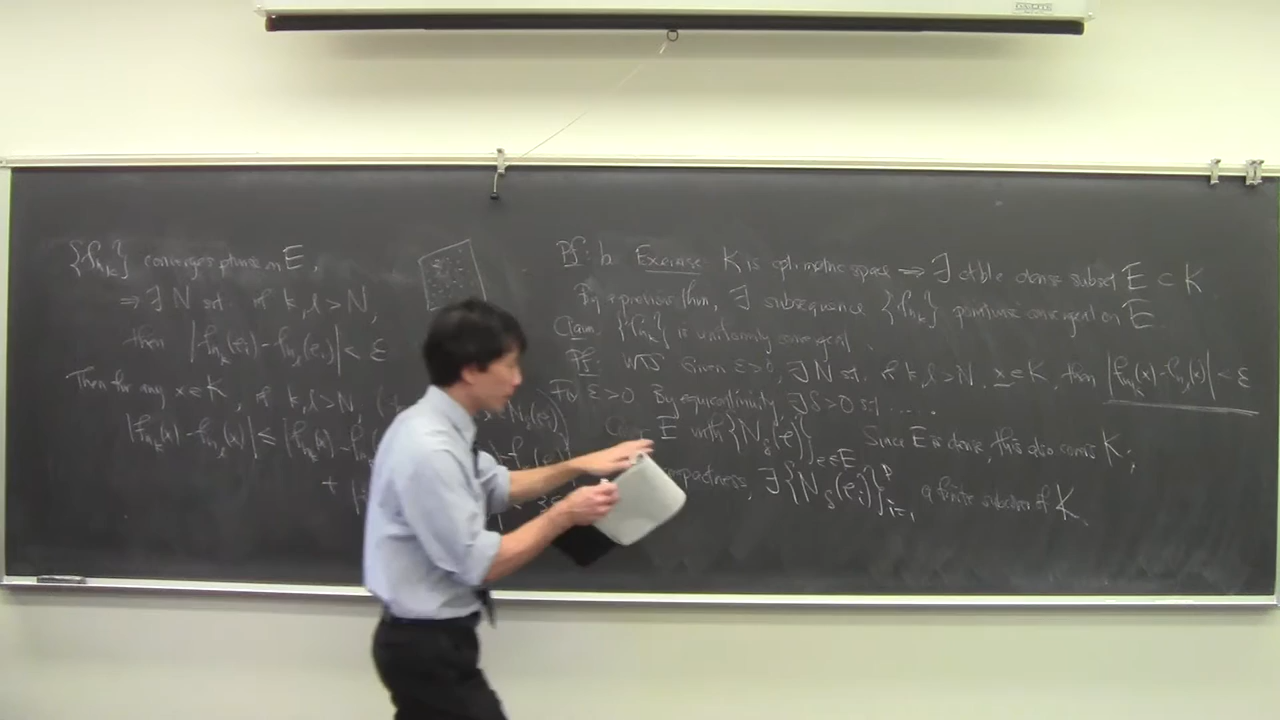 {f_{n_k}} converges ptwise on E,
⇒ ∃ N s.t. if k, l > N,
then |f_{n_k}(e_i) - f_{n_l}(e_i)| < ε
Then for any x ∈ K, if k, l > N,
|f_{n_k}(x) - f_{n_l}(x)| ≤ |f_{n_k}(x) - f
+
Pf: b. Exercise K is cpt metric space ⇒ ∃ ctble dense subset E ⊂ K
By a previous thm, ∃ subsequence {f_{n_k}} pointwise convergent on E.
Claim: {f_{n_k}} is uniformly convergent.
Pf: WTS Given ε > 0, ∃ N s.t. if k, l > N, x ∈ K, then |f_{n_k}(x) - f_{n_l}(x)| < ε
For ε > 0 By equicontinuity, ∃ δ > 0 s.t. ......
E with {N_δ(e)}_{e∈E} Since E is dense, this also covers K;
mpactness, ∃ {N_δ(e_i)}_{i=1}^p a finite subcover of K.